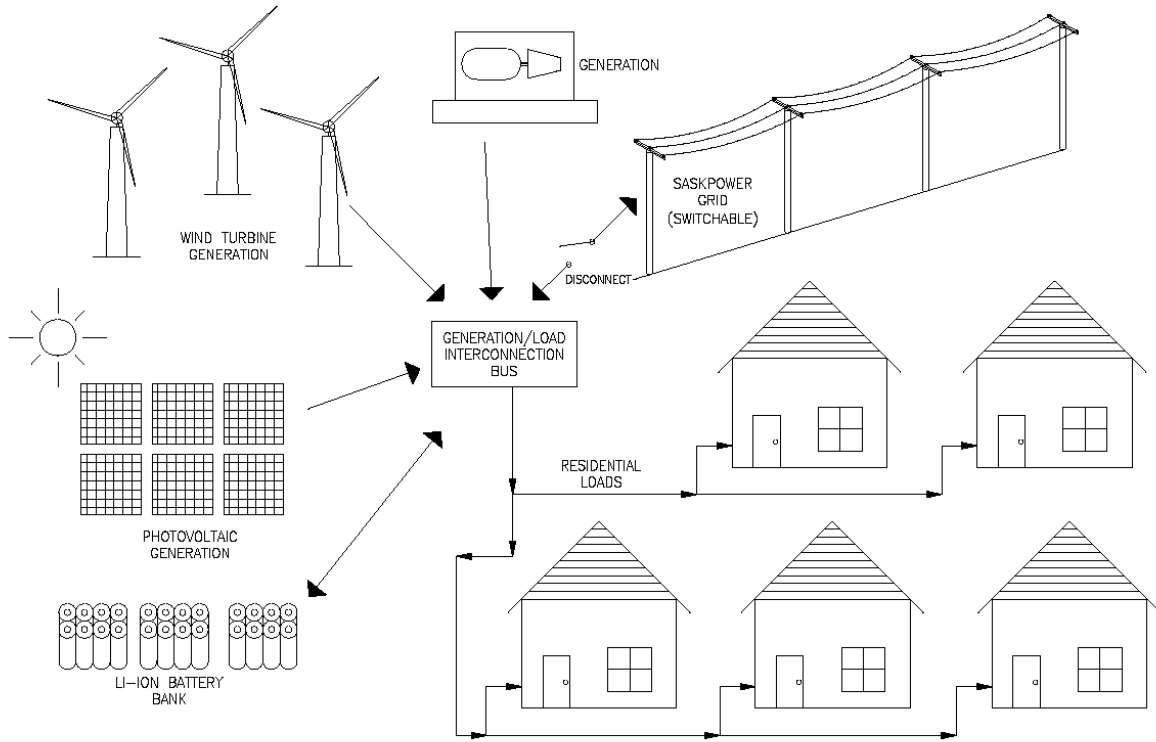 GENERATION
SASKPOWER
GRID
(SWITCHABLE)
WIND TURBINE
GENERATION
DISCONNECT
GENERATION/LOAD
INTERCONNECTION
BUS
RESIDENTIAL
LOADS
PHOTOVOLTAIC
GENERATION
LI-ION BATTERY
BANK